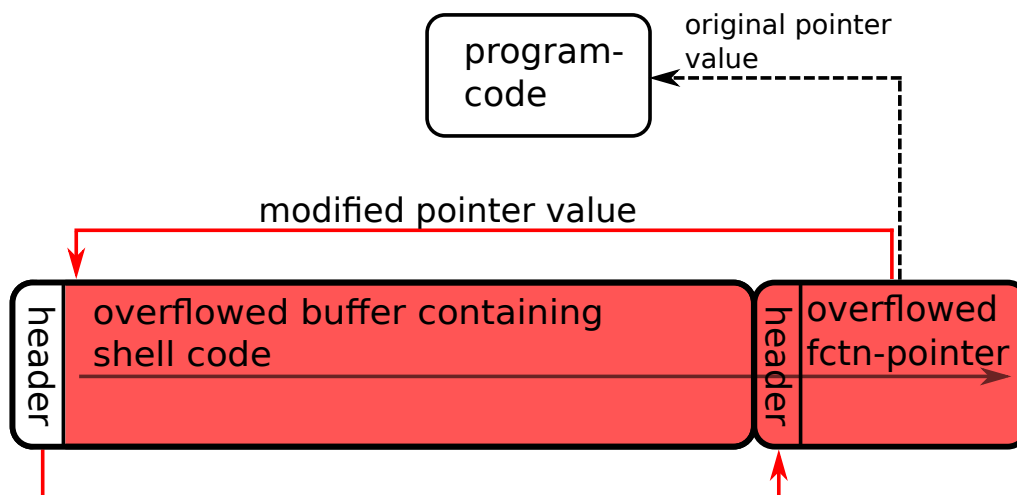 original pointer
value
program-
code
modified pointer value
header
overflowed buffer containing
shell code
header
overflowed
fctn-pointer